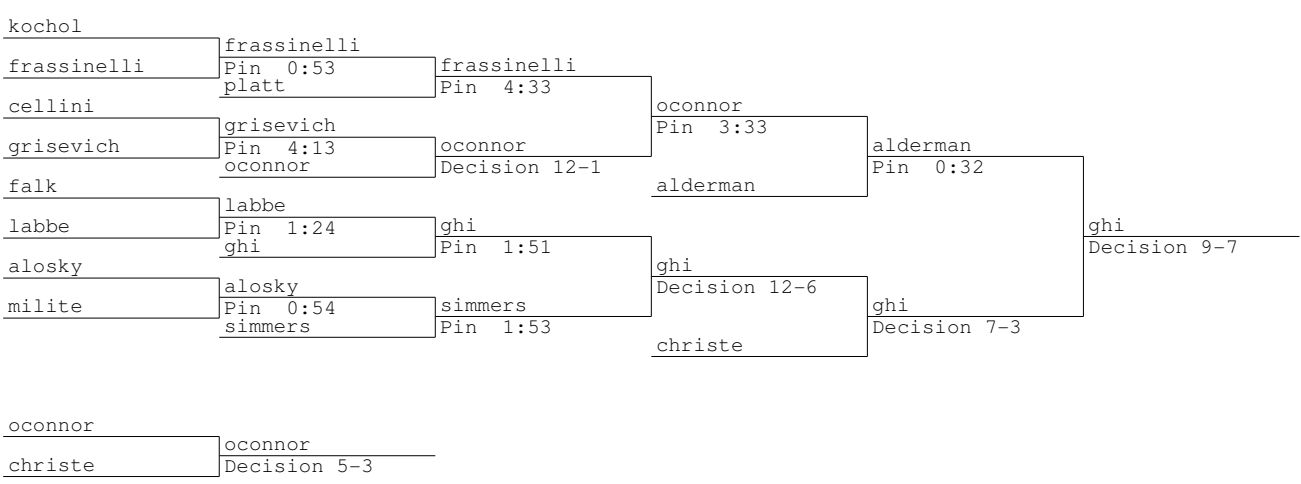 kochol
frassinelli
frassinelli
Pin 0:53
platt
frassinelli
Pin 4:33
cellini
grisevich
grisevich
Pin 4:13
oconnor
oconnor
Decision 12-1
oconnor
Pin 3:33
alderman
alderman
Pin 0:32
falk
labbe
labbe
Pin 1:24
ghi
ghi
Pin 1:51
alosky
milite
alosky
Pin 0:54
simmers
simmers
Pin 1:53
ghi
Decision 12-6
christe
ghi
Decision 7-3
ghi
Decision 9-7
oconnor
christe
oconnor
Decision 5-3